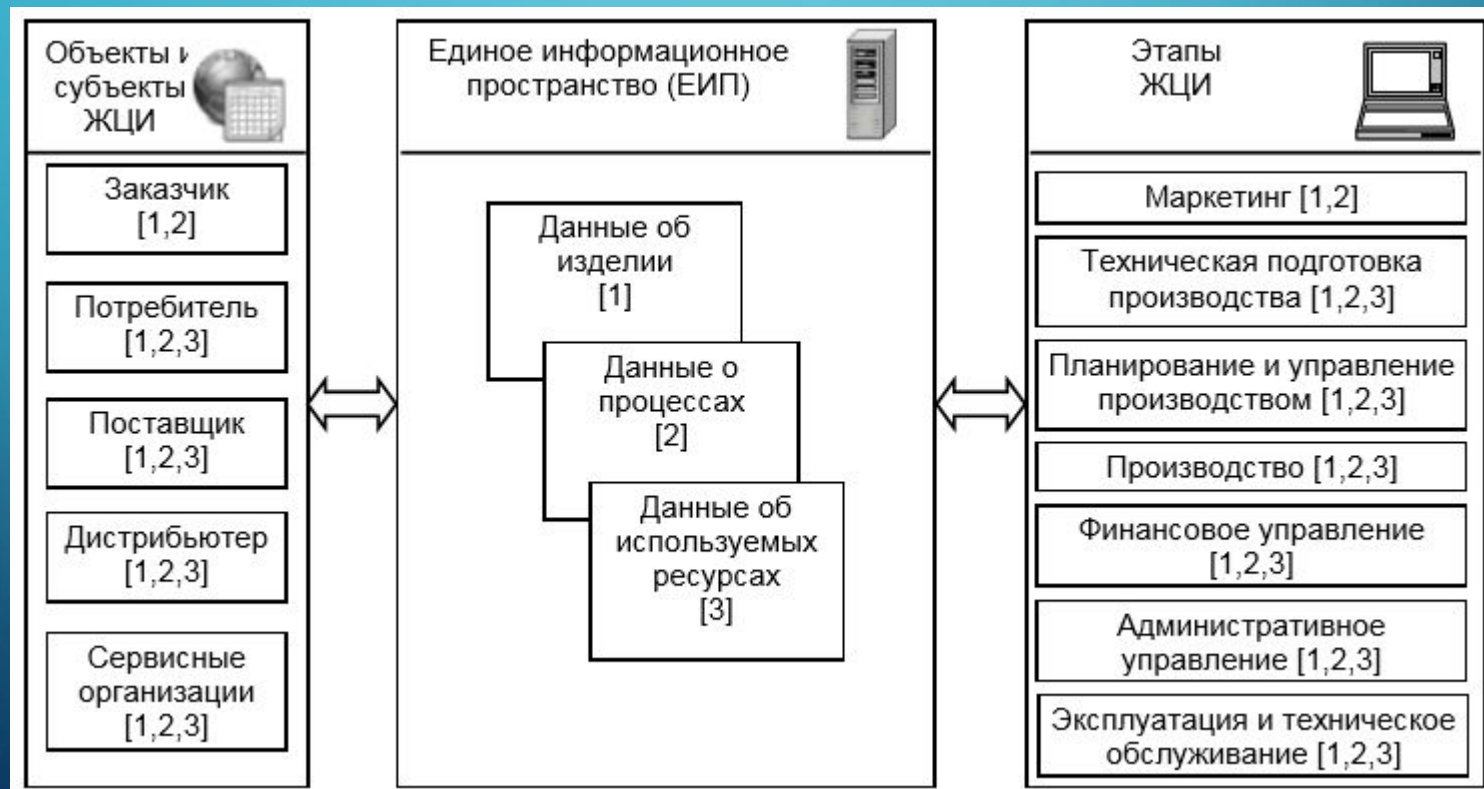 Объекты и
субъекты
ЖЦИ
Заказчик
[1,2]
Потребитель
[1,2,3]
Поставщик
[1,2,3]
Дистрибьютер
[1,2,3]
Сервисные
организации
[1,2,3]
Единое информационное
пространство (ЕИП)
Данные об
изделии
[1]
Данные о
процессах
[2]
Данные об
используемых
ресурсах
[3]
Этапы
ЖЦИ
Маркетинг [1,2]
Техническая подготовка
производства [1,2,3]
Планирование и управление
производством [1,2,3]
Производство [1,2,3]
Финансовое управление
[1,2,3]
Административное
управление [1,2,3]
Эксплуатация и техническое
обслуживание [1,2,3]